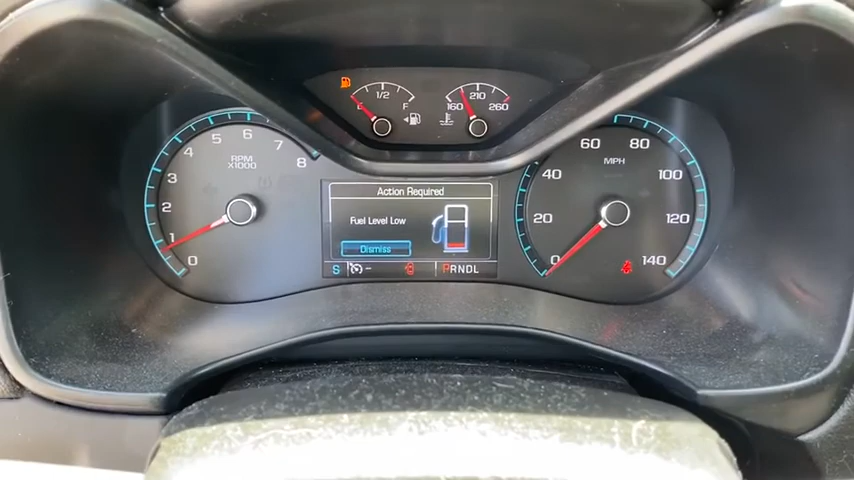 1/2 F
160 210 260
RPM
X1000
0 1 2 3 4 5 6 7 8
Action Required
Fuel Level Low
Dismiss
S -- PRNDL
MPH
0 20 40 60 80 100 120 140